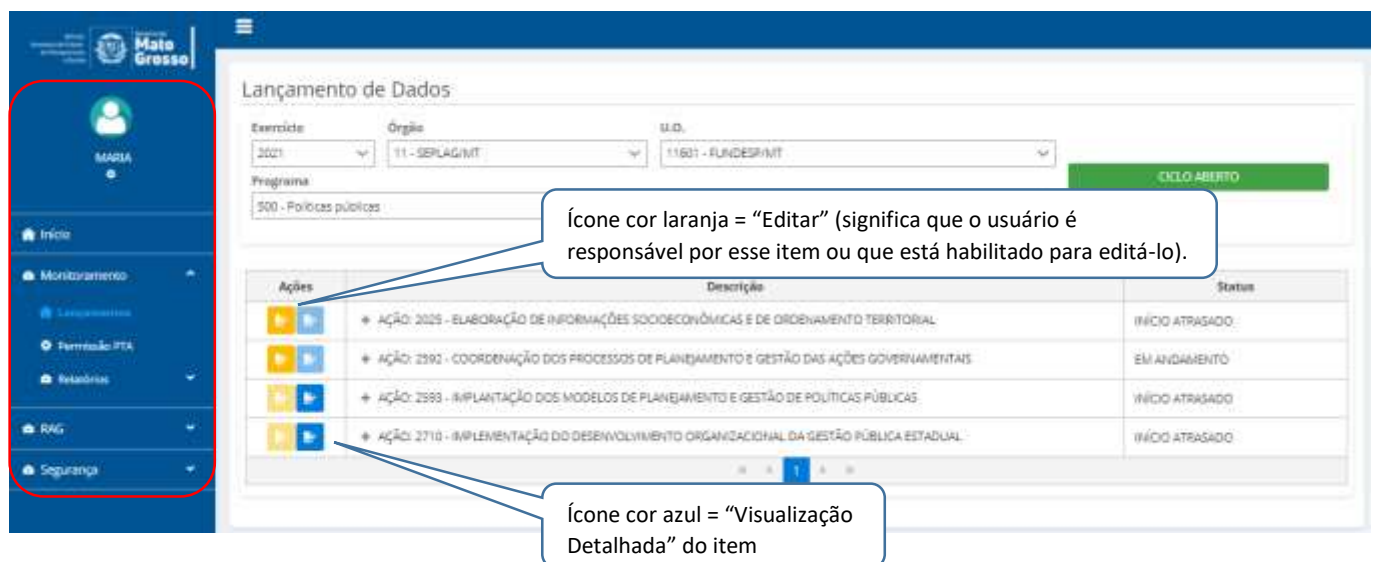 Mato
Grosso
MARIA
Início
Monitoramento
Lançamentos
Permissão PTA
Relatórios
RAG
Segurança
Lançamento de Dados
Exercício Órgão U.O.
2021 11 - SEPLAG/MT 11601 - FUNDESP/MT
Programa
500 - Políticas públicas
CICLO ABERTO
Ícone cor laranja = “Editar” (significa que o usuário é
responsável por esse item ou que está habilitado para editá-lo).
Ações Descrição Status
+ AÇÃO: 2025 - ELABORAÇÃO DE INFORMAÇÕES SOCIOECONÔMICAS E DE ORDENAMENTO TERRITORIAL INÍCIO ATRASADO
+ AÇÃO: 2592 - COORDENAÇÃO DOS PROCESSOS DE PLANEJAMENTO E GESTÃO DAS AÇÕES GOVERNAMENTAIS EM ANDAMENTO
+ AÇÃO: 2593 - IMPLANTAÇÃO DOS MODELOS DE PLANEJAMENTO E GESTÃO DE POLÍTICAS PÚBLICAS INÍCIO ATRASADO
+ AÇÃO: 2710 - IMPLEMENTAÇÃO DO DESENVOLVIMENTO ORGANIZACIONAL DA GESTÃO PÚBLICA ESTADUAL INÍCIO ATRASADO
1
Ícone cor azul = “Visualização
Detalhada” do item